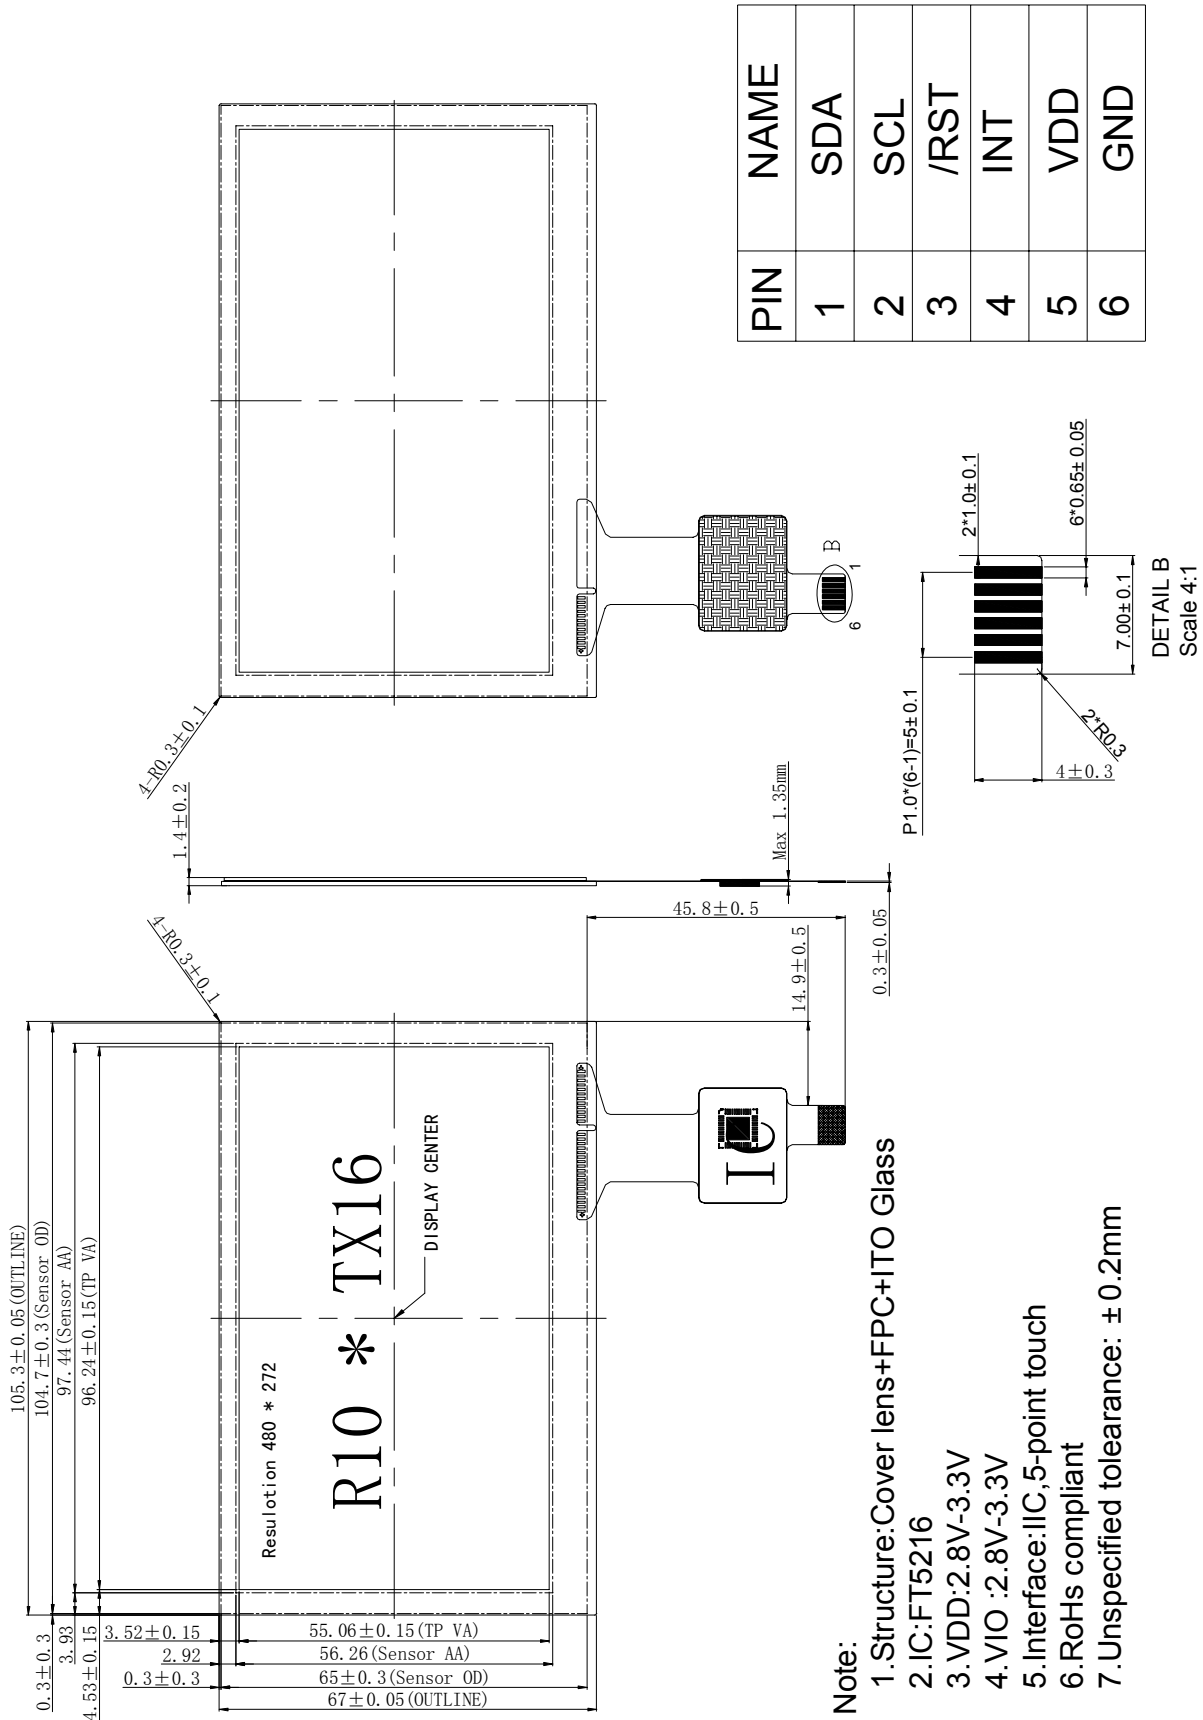 105.3±0.05(OUTLINE)
104.7±0.3(Sensor OD)
97.44(Sensor AA)
96.24±0.15(TP VA)
0.3±0.3
3.93
4.53±0.15
3.52±0.15
2.92
0.3±0.3
55.06±0.15(TP VA)
56.26(Sensor AA)
65±0.3(Sensor OD)
67±0.05(OUTLINE)
4-R0.3±0.1
Resulotion 480 * 272
R10 * TX16
DISPLAY CENTER
IC
14.9±0.5
45.8±0.5
1.4±0.2
Max 1.35mm
0.3±0.05
4-R0.3±0.1
B
6 1
P1.0*(6-1)=5±0.1
2*1.0±0.1
6*0.65±0.05
7.00±0.1
2*R0.3
4±0.3
DETAIL B
Scale 4:1
PIN NAME
1 SDA
2 SCL
3 /RST
4 INT
5 VDD
6 GND
Note:
1.Structure:Cover lens+FPC+ITO Glass
2.IC:FT5216
3.VDD:2.8V-3.3V
4.VIO :2.8V-3.3V
5.Interface:IIC,5-point touch
6.RoHs compliant
7.Unspecified tolearance: ±0.2mm